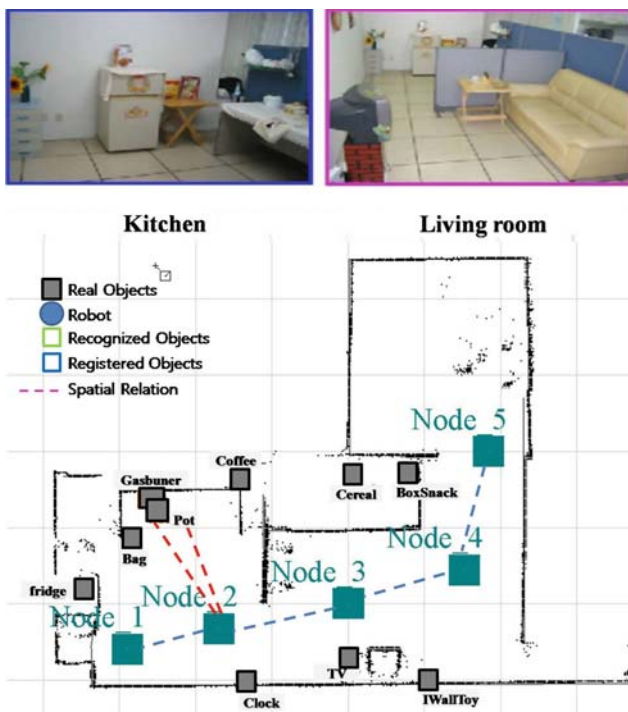 Kitchen
Living room
Real Objects
Robot
Recognized Objects
Registered Objects
Spatial Relation
Node 5
Coffee
Gasbuner
Cereal
BoxSnack
Pot
Node 4
Bag
Node 3
fridge
Node 2
Node 1
TV
Clock
IWallToy